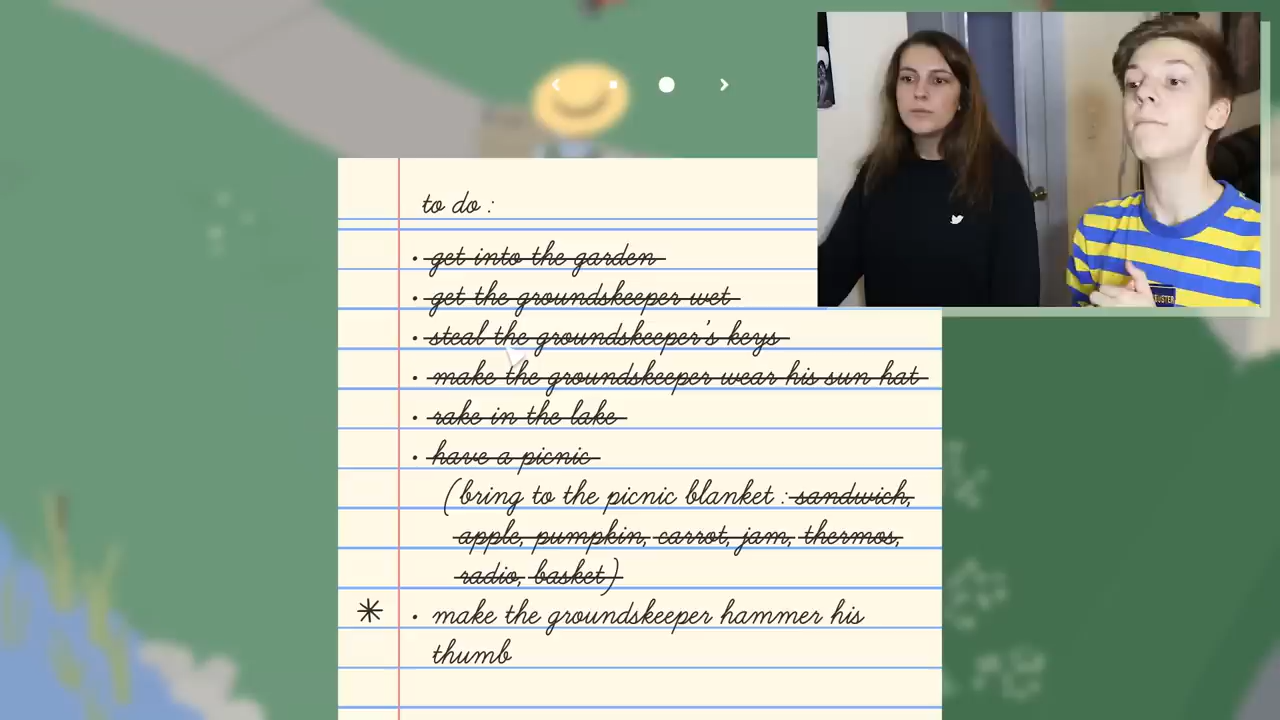 to do :
• get into the garden
• get the groundskeeper wet
• steal the groundskeeper's keys
• make the groundskeeper wear his sun hat
• rake in the lake
• have a picnic
(bring to the picnic blanket : sandwich,
apple, pumpkin, carrot, jam, thermos,
radio, basket)
* • make the groundskeeper hammer his
thumb